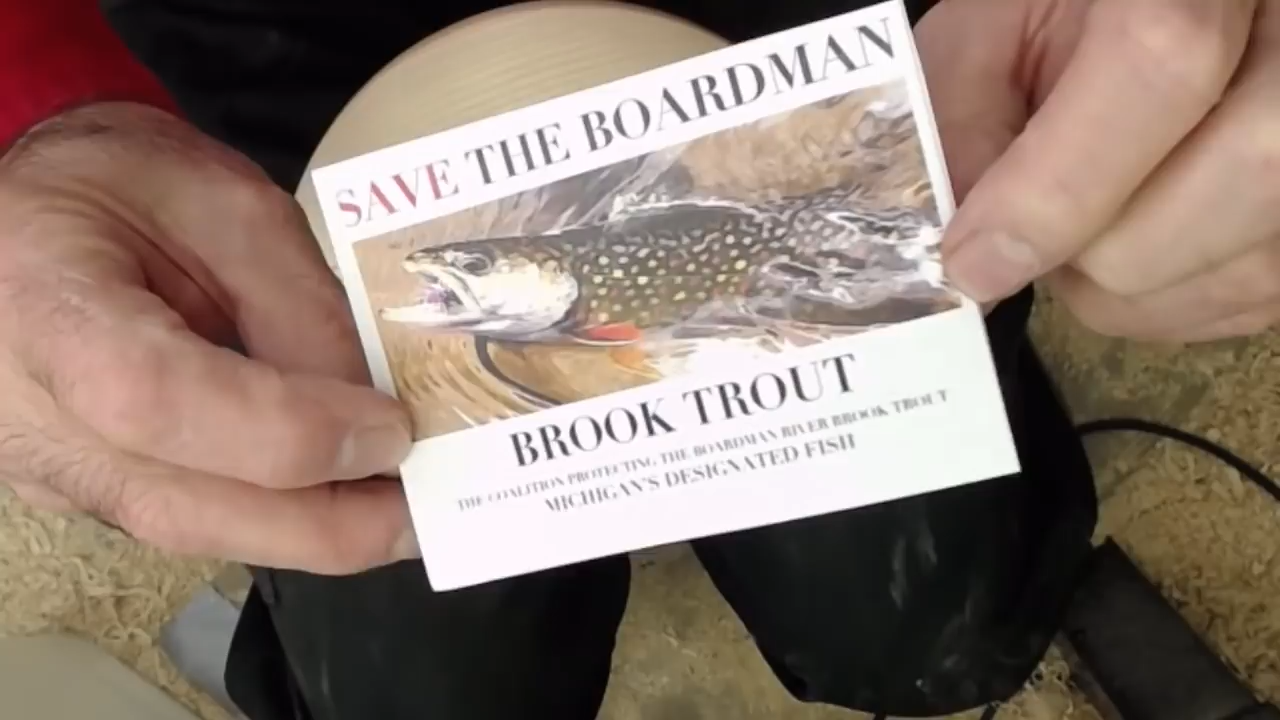 SAVE THE BOARDMAN
BROOK TROUT
THE COALITION PROTECTING THE BOARDMAN RIVER BROOK TROUT
MICHIGAN'S DESIGNATED FISH